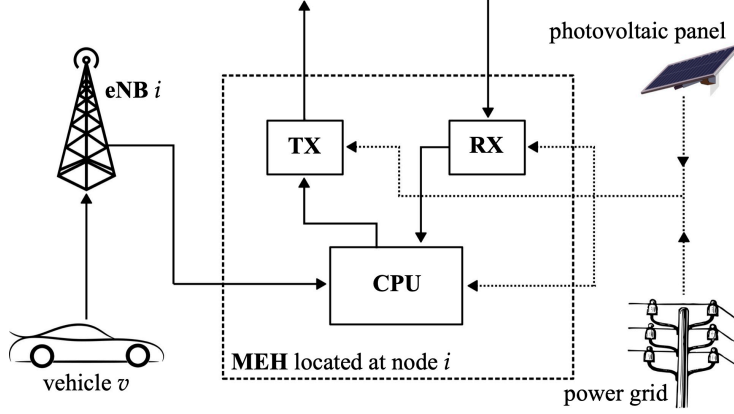 photovoltaic panel
eNB i
TX
RX
CPU
MEH located at node i
vehicle v
power grid